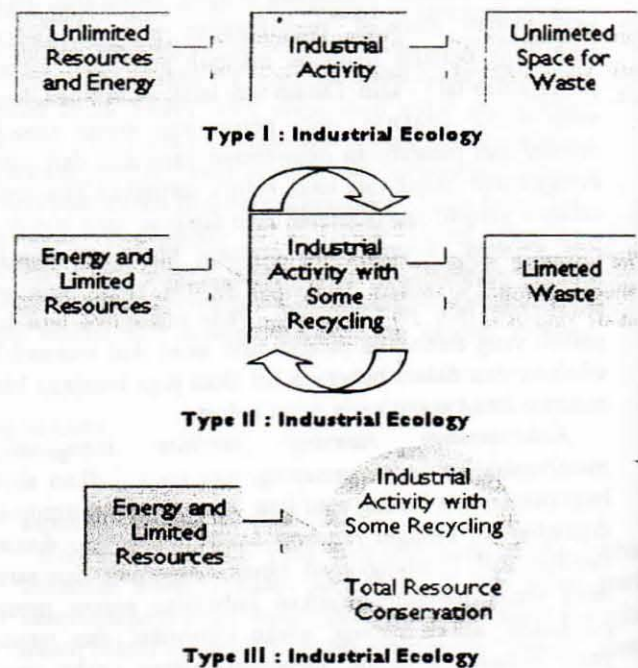 Unlimited
Resources
and Energy
Industrial
Activity
Unlimeted
Space for
Waste
Type I : Industrial Ecology
Energy and
Limited
Resources
Industrial
Activity with
Some
Recycling
Limeted
Waste
Type II : Industrial Ecology
Energy and
Limited
Resources
Industrial
Activity with
Some Recycling
Total Resource
Conservation
Type III : Industrial Ecology